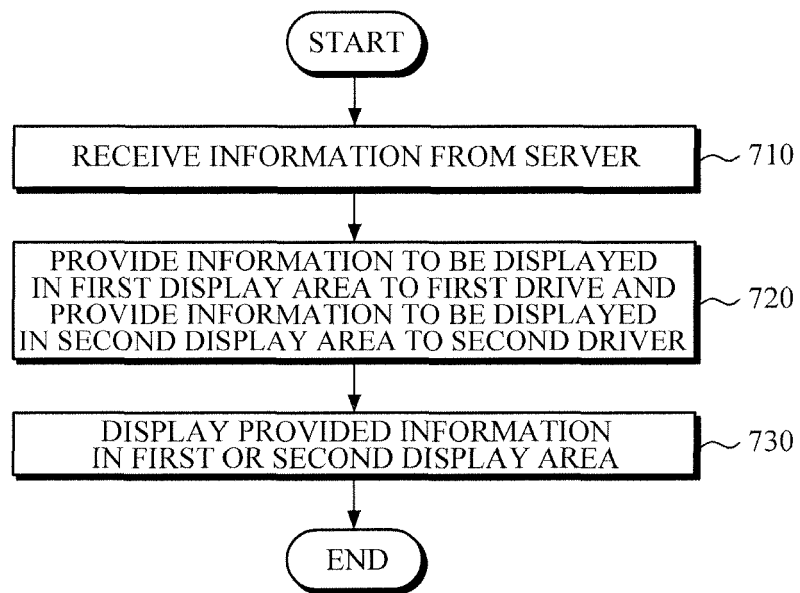 START
RECEIVE INFORMATION FROM SERVER
710
PROVIDE INFORMATION TO BE DISPLAYED
IN FIRST DISPLAY AREA TO FIRST DRIVE AND
PROVIDE INFORMATION TO BE DISPLAYED
IN SECOND DISPLAY AREA TO SECOND DRIVER
720
DISPLAY PROVIDED INFORMATION
IN FIRST OR SECOND DISPLAY AREA
730
END